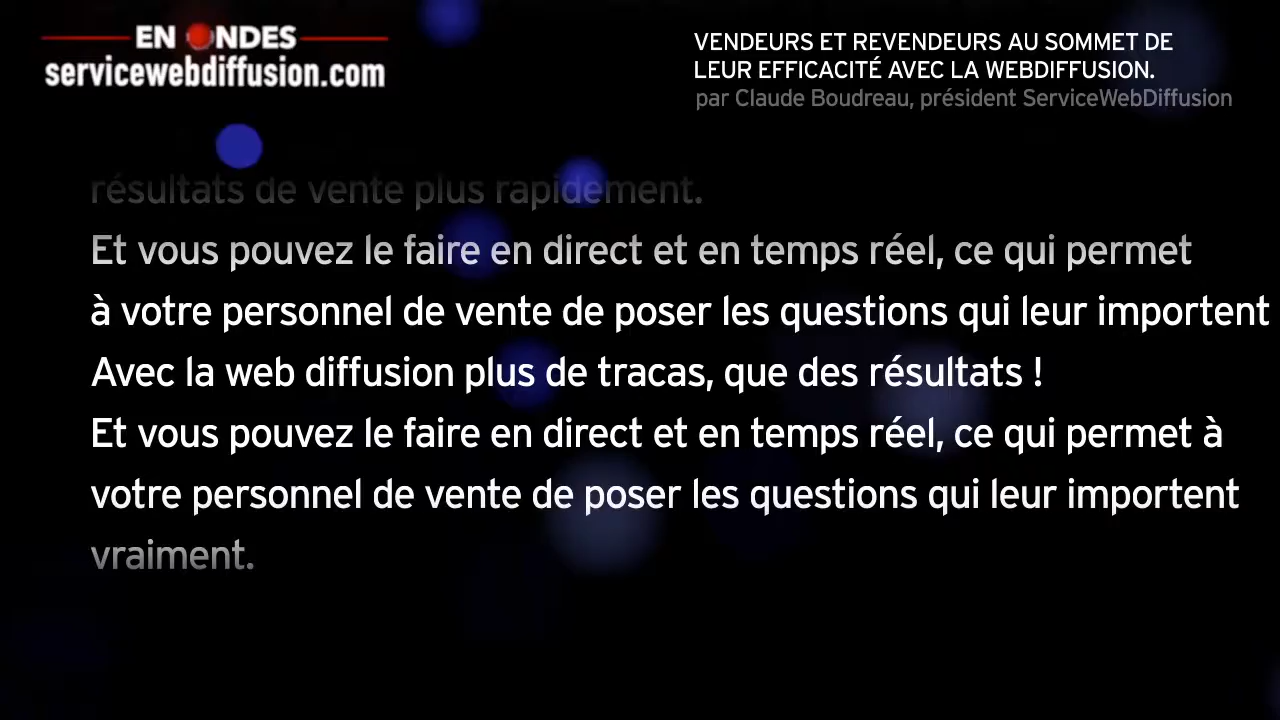 EN ONDES
servicewebdiffusion.com
VENDEURS ET REVENDEURS AU SOMMET DE
LEUR EFFICACITÉ AVEC LA WEBDIFFUSION.
par Claude Boudreau, président ServiceWebDiffusion
résultats de vente plus rapidement.
Et vous pouvez le faire en direct et en temps réel, ce qui permet
à votre personnel de vente de poser les questions qui leur importent
Avec la web diffusion plus de tracas, que des résultats !
Et vous pouvez le faire en direct et en temps réel, ce qui permet à
votre personnel de vente de poser les questions qui leur importent
vraiment.